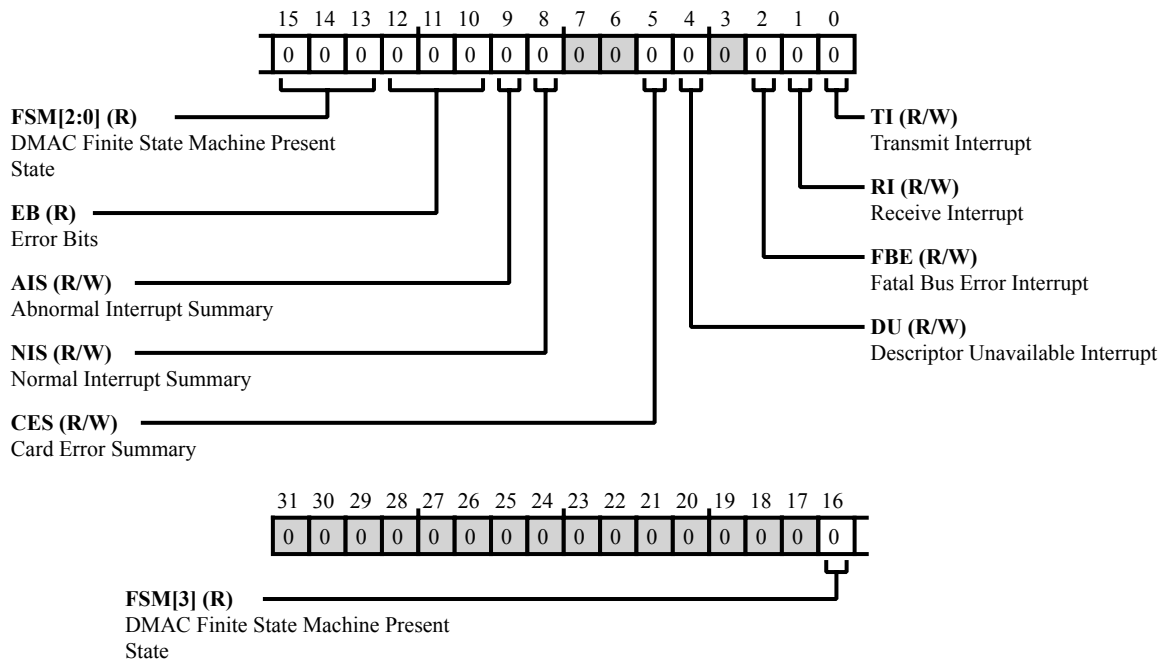 15 14 13 12 11 10 9 8 7 6 5 4 3 2 1 0
0 0 0 0 0 0 0 0 0 0 0 0 0 0 0 0
FSM[2:0] (R)
DMAC Finite State Machine Present
State
EB (R)
Error Bits
AIS (R/W)
Abnormal Interrupt Summary
NIS (R/W)
Normal Interrupt Summary
CES (R/W)
Card Error Summary
TI (R/W)
Transmit Interrupt
RI (R/W)
Receive Interrupt
FBE (R/W)
Fatal Bus Error Interrupt
DU (R/W)
Descriptor Unavailable Interrupt
31 30 29 28 27 26 25 24 23 22 21 20 19 18 17 16
0 0 0 0 0 0 0 0 0 0 0 0 0 0 0 0
FSM[3] (R)
DMAC Finite State Machine Present
State